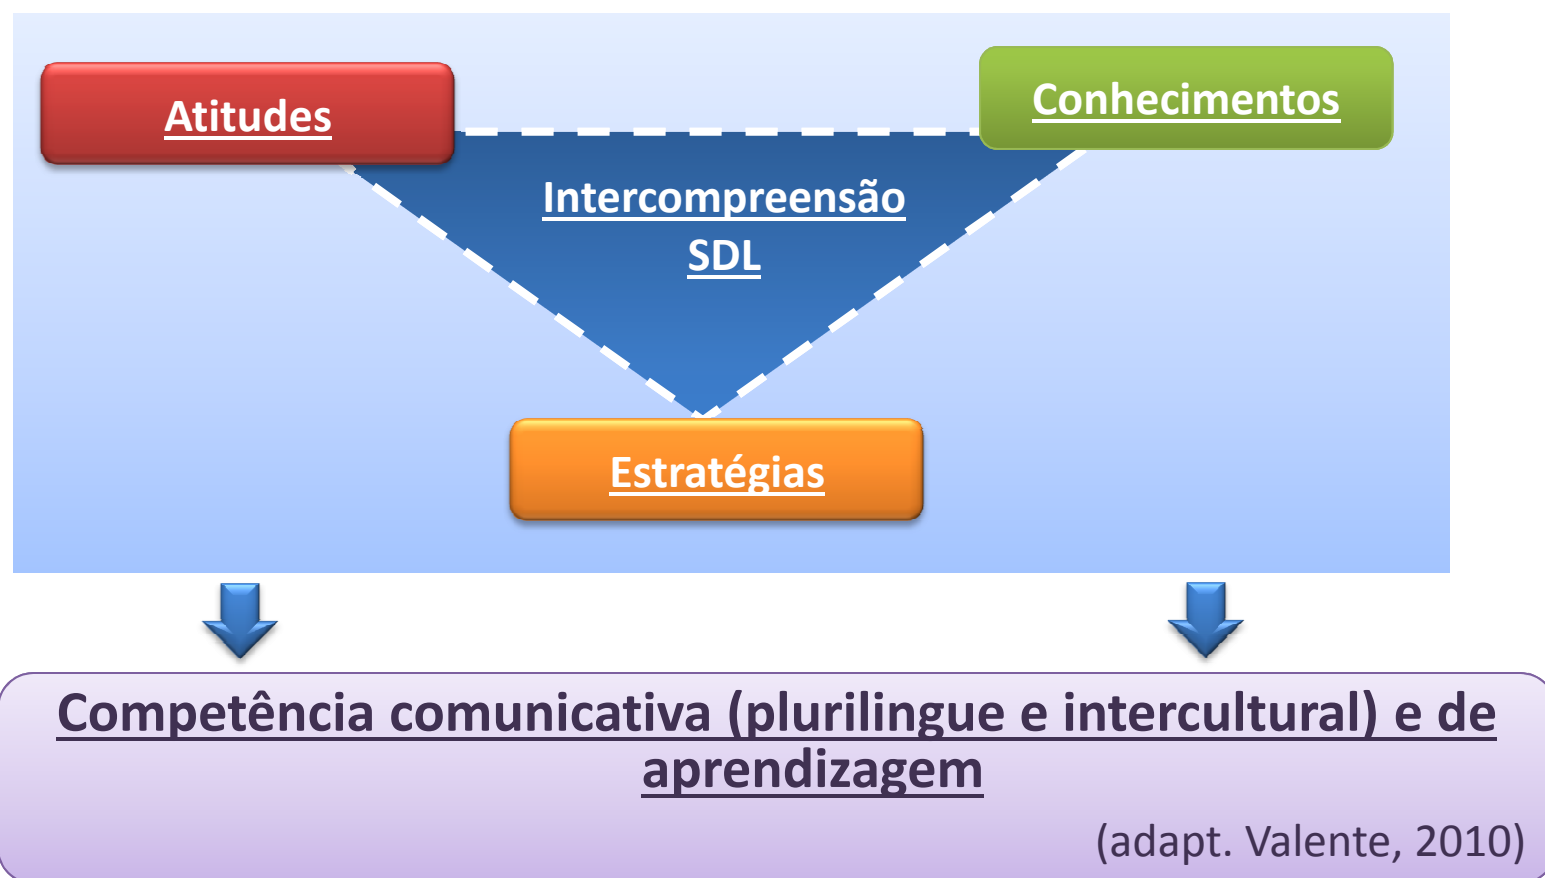 Atitudes
Conhecimentos
Intercompreensão
SDL
Estratégias
Competência comunicativa (plurilingue e intercultural) e de
aprendizagem
(adapt. Valente, 2010)